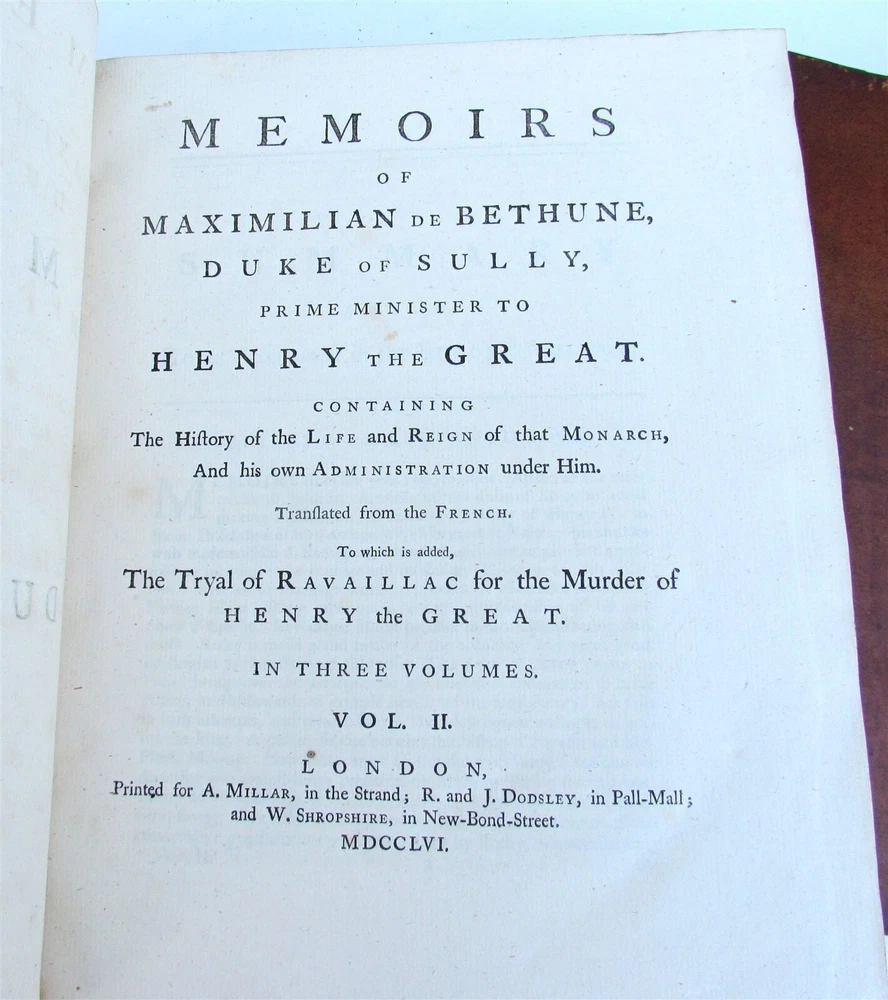 MEMOIRS
OF
MAXIMILIAN DE BETHUNE,
DUKE OF SULLY,
PRIME MINISTER TO
HENRY THE GREAT.
CONTAINING
The Hiſtory of the LIFE and REIGN of that MONARCH,
And his own ADMINISTRATION under Him.
Tranſlated from the FRENCH.
To which is added,
The Tryal of RAVAILLAC for the Murder of
HENRY the GREAT.
IN THREE VOLUMES.
VOL. II.
LONDON,
Printed for A. MILLAR, in the Strand; R. and J. DODSLEY, in Pall-Mall;
and W. SHROPSHIRE, in New-Bond-Street.
MDCCLVI.